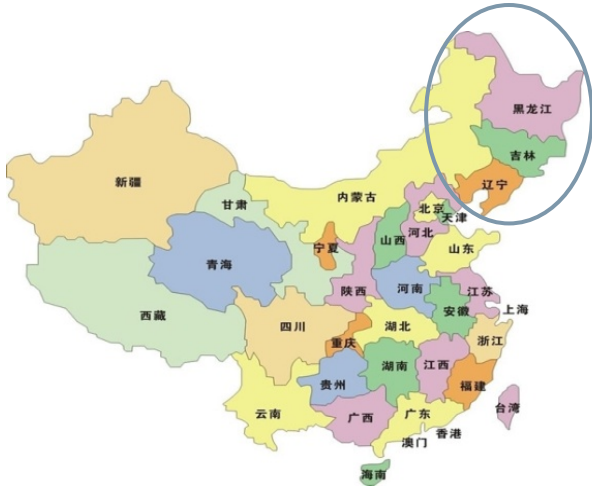 黑龙江
吉林
辽宁
新疆
甘肃
内蒙古
北京
天津
宁夏
山西
河北
山东
青海
陕西
河南
江苏
西藏
安徽
上海
四川
重庆
湖北
浙江
湖南
江西
贵州
福建
云南
广西
广东
台湾
香港
澳门
海南